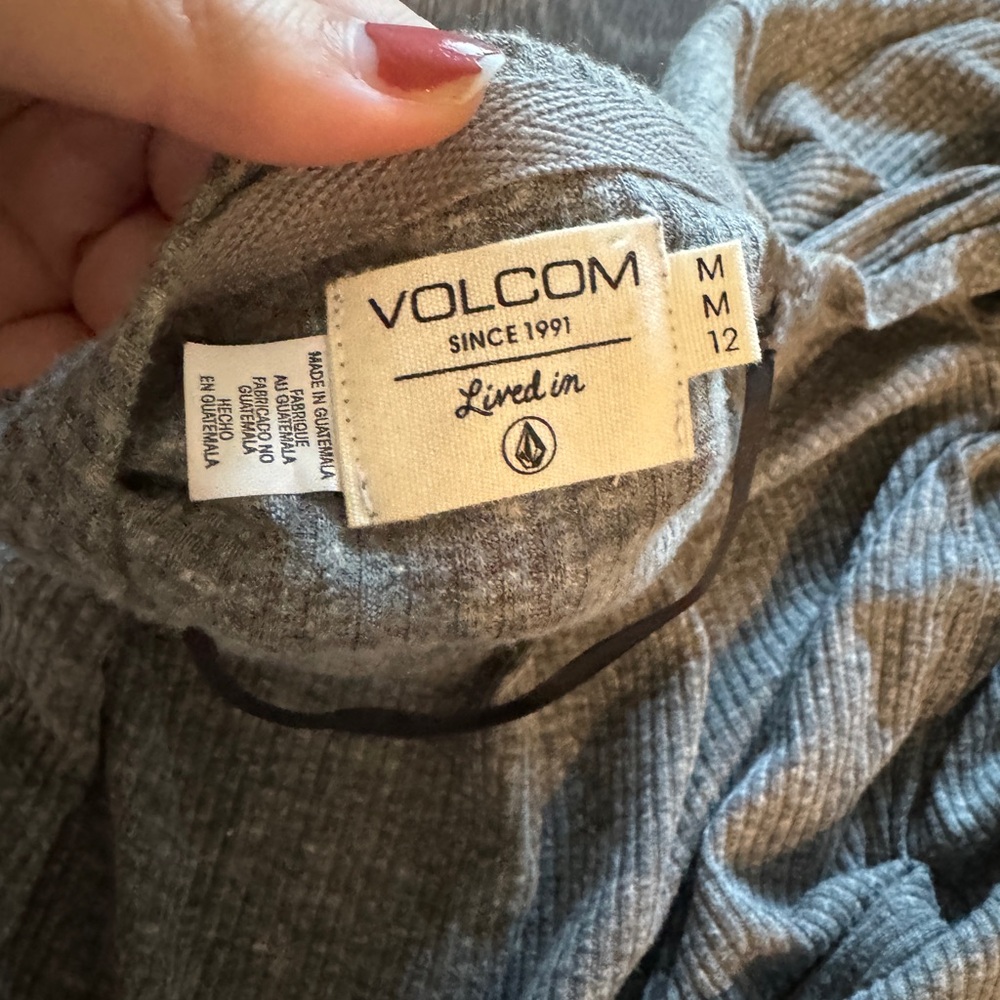 VOLCOM
SINCE 1991
Lived in
M
M
12
MADE IN GUATEMALA
FABRIQUE
AU GUATEMALA
FABRICADO NO
GUATEMALA
HECHO
EN GUATEMALA